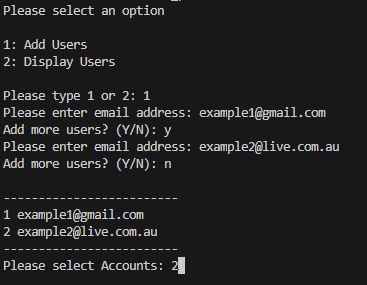 Please select an option
1: Add Users
2: Display Users
Please type 1 or 2: 1
Please enter email address: example1@gmail.com
Add more users? (Y/N): y
Please enter email address: example2@live.com.au
Add more users? (Y/N): n
-------------------------
1 example1@gmail.com
2 example2@live.com.au
-------------------------
Please select Accounts: 2